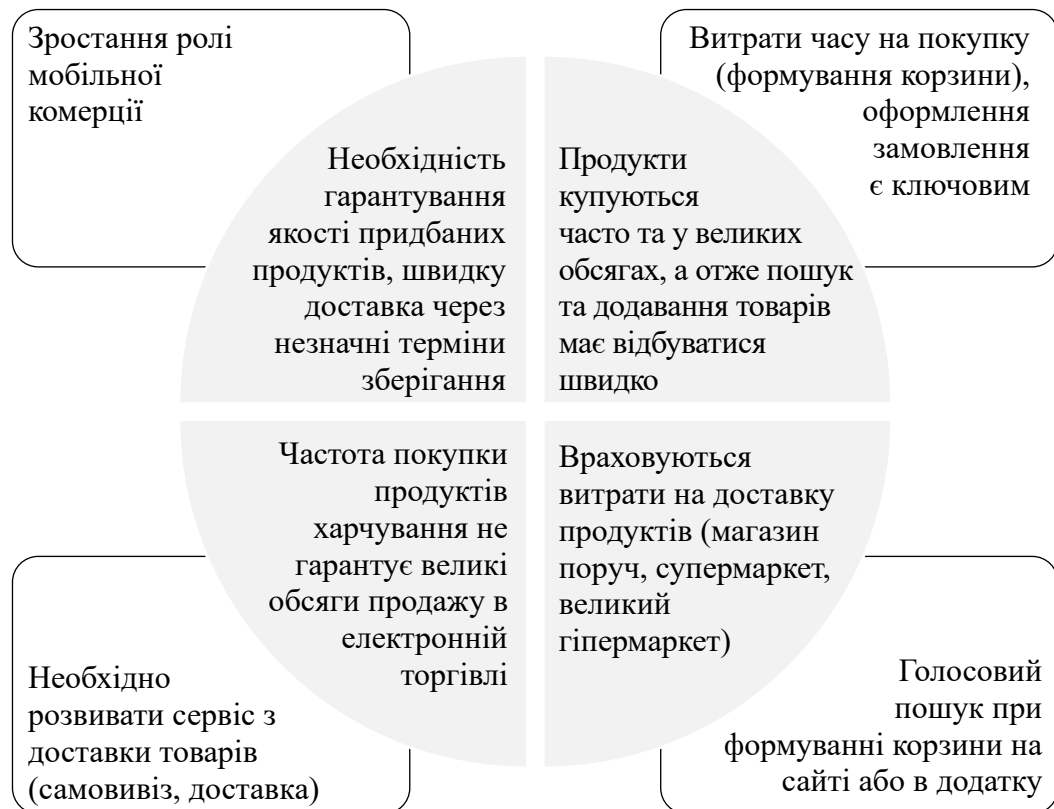 Зростання ролі
мобільної
комерції
Витрати часу на покупку
(формування корзини),
оформлення
замовлення
є ключовим
Необхідність
гарантування
якості придбаних
продуктів, швидку
доставка через
незначні терміни
зберігання
Продукти
купуються
часто та у великих
обсягах, а отже пошук
та додавання товарів
має відбуватися
швидко
Частота покупки
продуктів
харчування не
гарантує великі
обсяги продажу в
електронній
торгівлі
Враховуються
витрати на доставку
продуктів (магазин
поруч, супермаркет,
великий
гіпермаркет)
Необхідно
розвивати сервіс з
доставки товарів
(самовивіз, доставка)
Голосовий
пошук при
формуванні корзини на
сайті або в додатку